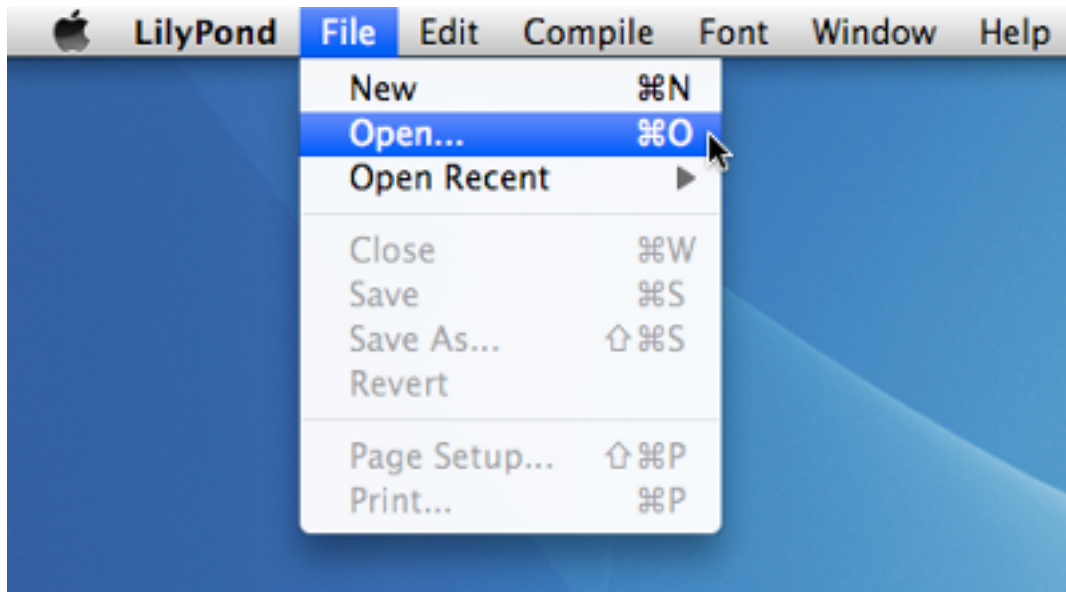 LilyPond File Edit Compile Font Window Help
New ⌘N
Open... ⌘O
Open Recent ▶
Close ⌘W
Save ⌘S
Save As... ⇧⌘S
Revert
Page Setup... ⇧⌘P
Print... ⌘P